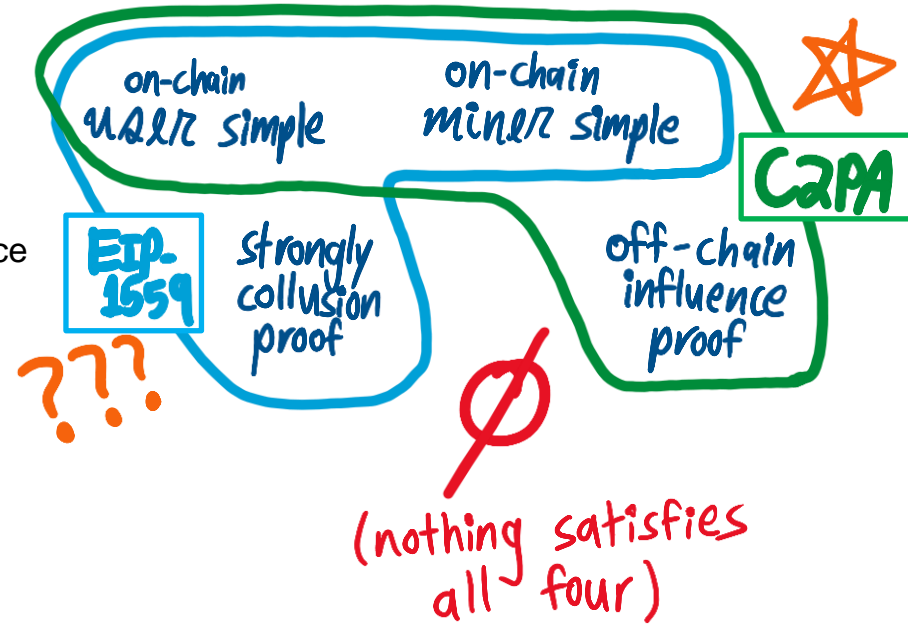 on-chain
user simple
on-chain
miner simple
C2PA
ce
EIP-
1559
strongly
collusion
proof
off-chain
influence
proof
???
(nothing satisfies
all four)